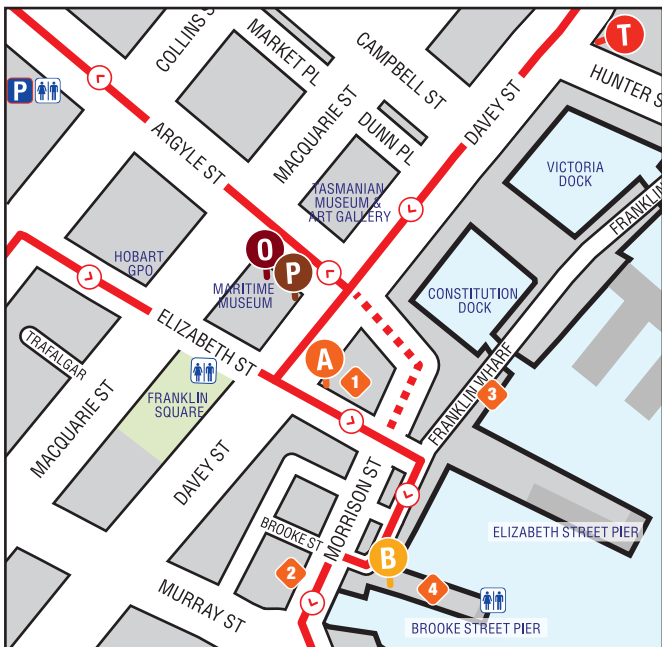 COLLINS S
MARKET PL
CAMPBELL ST
T
HUNTER S
P
MACQUARIE ST
DAVEY ST
DUNN PL
ARGYLE ST
VICTORIA
DOCK
FRANKLIN
TASMANIAN
MUSEUM &
ART GALLERY
HOBART
GPO
O
P
MARITIME
MUSEUM
CONSTITUTION
DOCK
ELIZABETH ST
TRAFALGAR
A
1
FRANKLIN
SQUARE
3
FRANKLIN WHARF
MACQUARIE ST
DAVEY ST
MORRISON ST
ELIZABETH STREET PIER
BROOKE ST
B
2
4
MURRAY ST
BROOKE STREET PIER